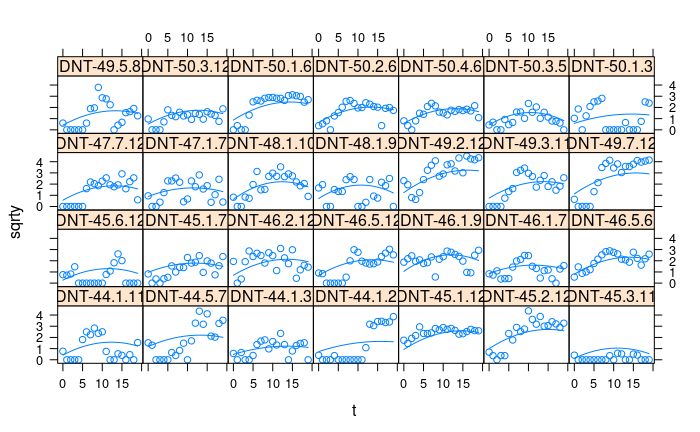 0 5 10 15 0 5 10 15 0 5 10 15
DNT-49.5.8 DNT-50.3.12 DNT-50.1.6 DNT-50.2.6 DNT-50.4.6 DNT-50.3.5 DNT-50.1.3
0 1 2 3 4
DNT-47.7.12 DNT-47.1.7 DNT-48.1.10 DNT-48.1.9 DNT-49.2.12 DNT-49.3.11 DNT-49.7.12
0 1 2 3 4
DNT-45.6.12 DNT-45.1.7 DNT-46.2.12 DNT-46.5.12 DNT-46.1.9 DNT-46.1.7 DNT-46.5.6
0 1 2 3 4
DNT-44.1.11 DNT-44.5.7 DNT-44.1.3 DNT-44.1.2 DNT-45.1.12 DNT-45.2.12 DNT-45.3.11
0 1 2 3 4
0 5 10 15 0 5 10 15 0 5 10 15 0 5 10 15
t
sqrty